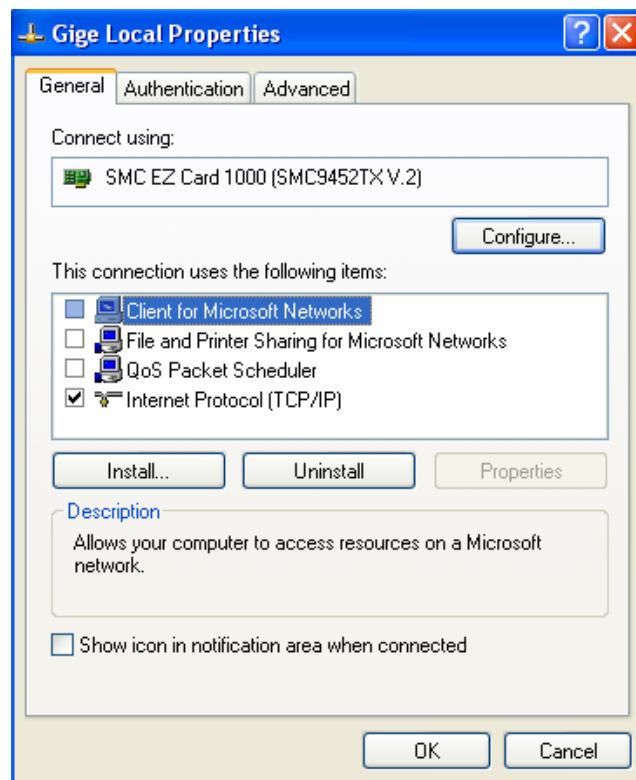 Gige Local Properties
General Authentication Advanced
Connect using:
SMC EZ Card 1000 (SMC9452TX V.2)
Configure...
This connection uses the following items:
Client for Microsoft Networks
File and Printer Sharing for Microsoft Networks
QoS Packet Scheduler
Internet Protocol (TCP/IP)
Install... Uninstall Properties
Description
Allows your computer to access resources on a Microsoft
network.
Show icon in notification area when connected
OK Cancel